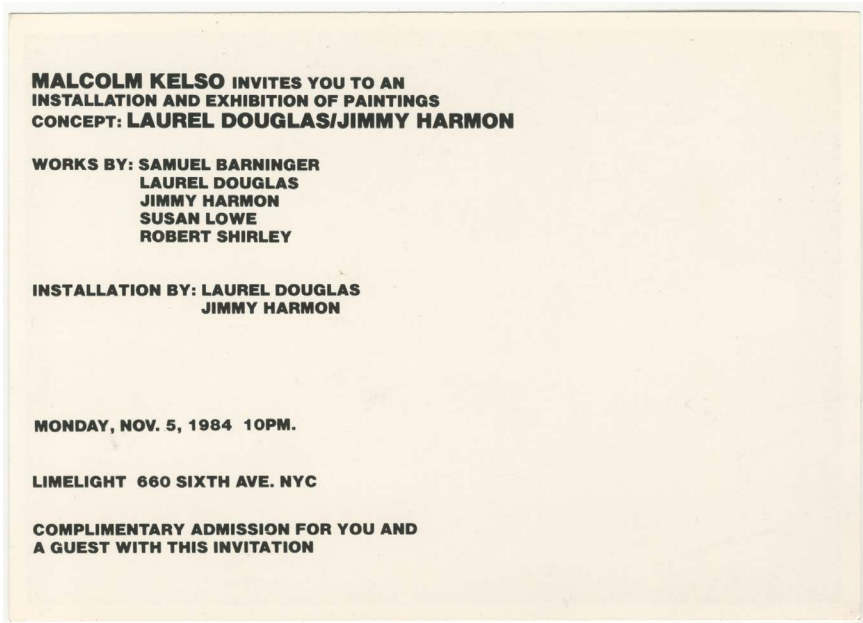 MALCOLM KELSO INVITES YOU TO AN
INSTALLATION AND EXHIBITION OF PAINTINGS
CONCEPT: LAUREL DOUGLAS/JIMMY HARMON
WORKS BY: SAMUEL BARNINGER
LAUREL DOUGLAS
JIMMY HARMON
SUSAN LOWE
ROBERT SHIRLEY
INSTALLATION BY: LAUREL DOUGLAS
JIMMY HARMON
MONDAY, NOV. 5, 1984 10PM.
LIMELIGHT 660 SIXTH AVE. NYC
COMPLIMENTARY ADMISSION FOR YOU AND
A GUEST WITH THIS INVITATION